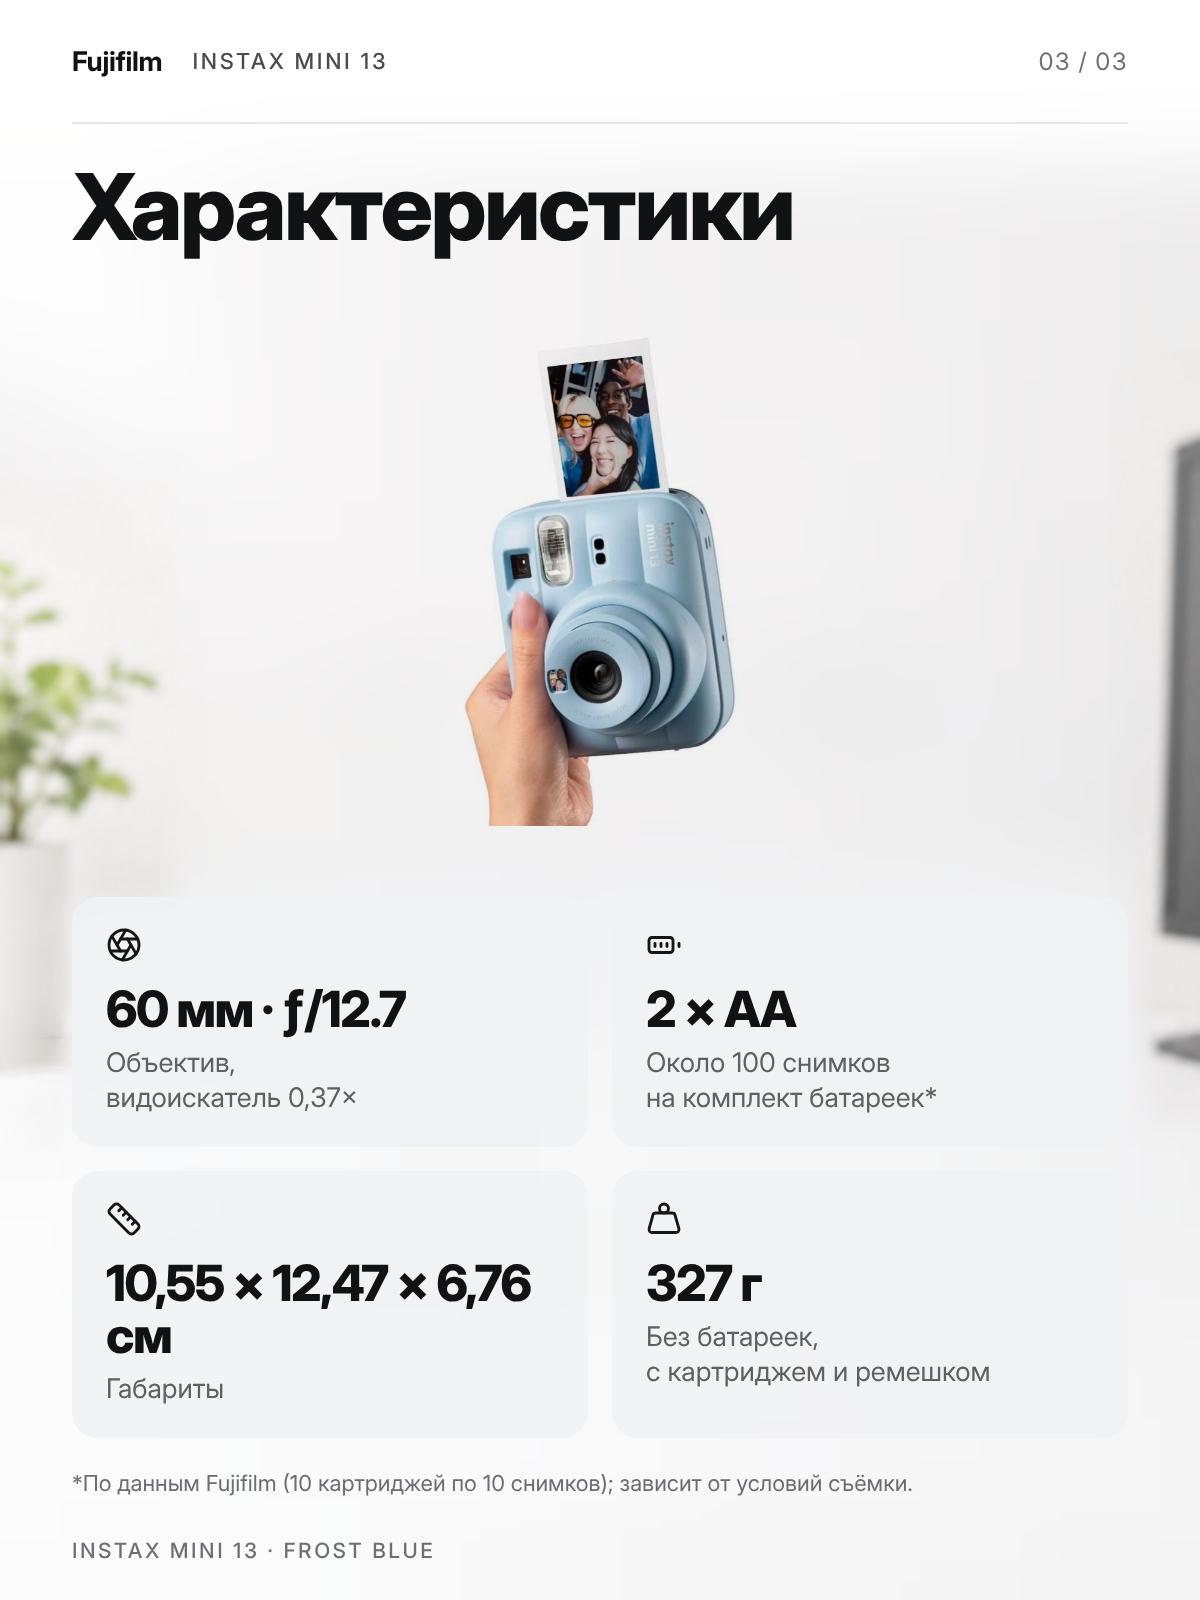 Fujifilm INSTAX MINI 13 03 / 03
Характеристики
instax
mini 13
60 мм · ƒ/12.7
Объектив,
видоискатель 0,37×
2 × AA
Около 100 снимков
на комплект батареек*
10,55 × 12,47 × 6,76
см
Габариты
327 г
Без батареек,
с картриджем и ремешком
*По данным Fujifilm (10 картриджей по 10 снимков); зависит от условий съёмки.
INSTAX MINI 13 · FROST BLUE